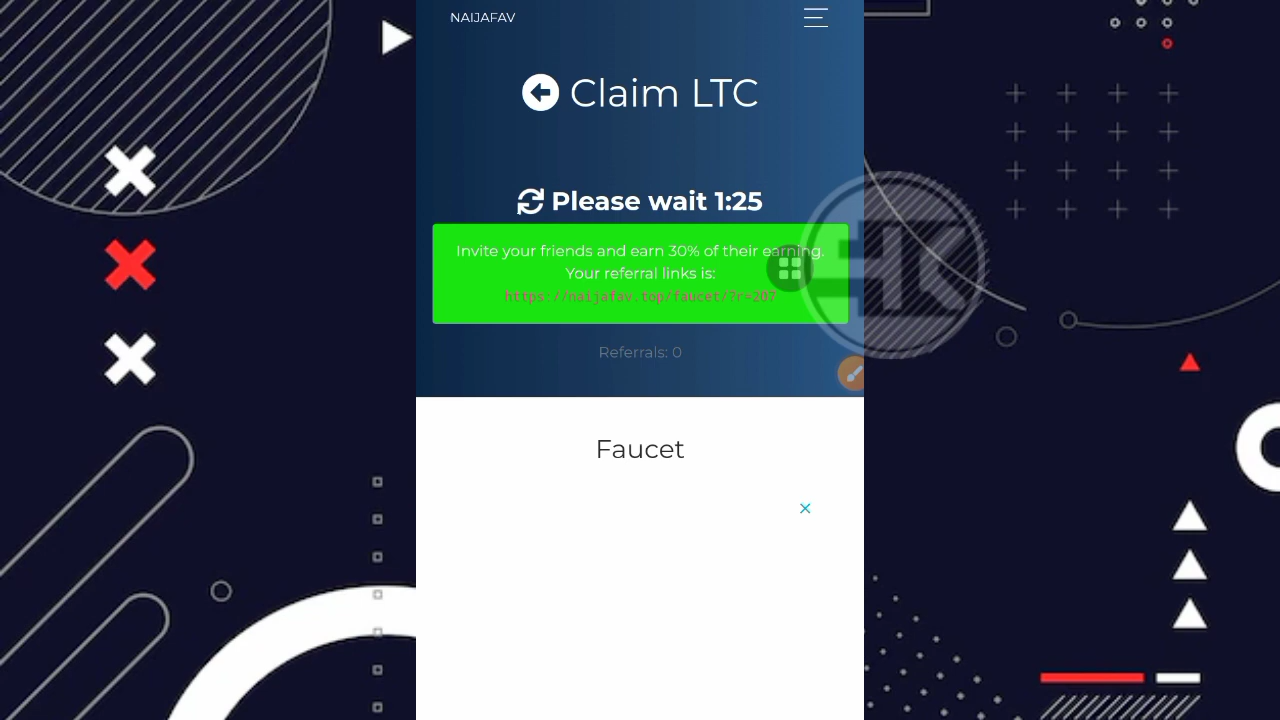 NAIJAFAV
Claim LTC
Please wait 1:25
Invite your friends and earn 30% of their earning.
Your referral links is:
https://naijafav.top/faucet/?r=207
Referrals: 0
HK
Faucet